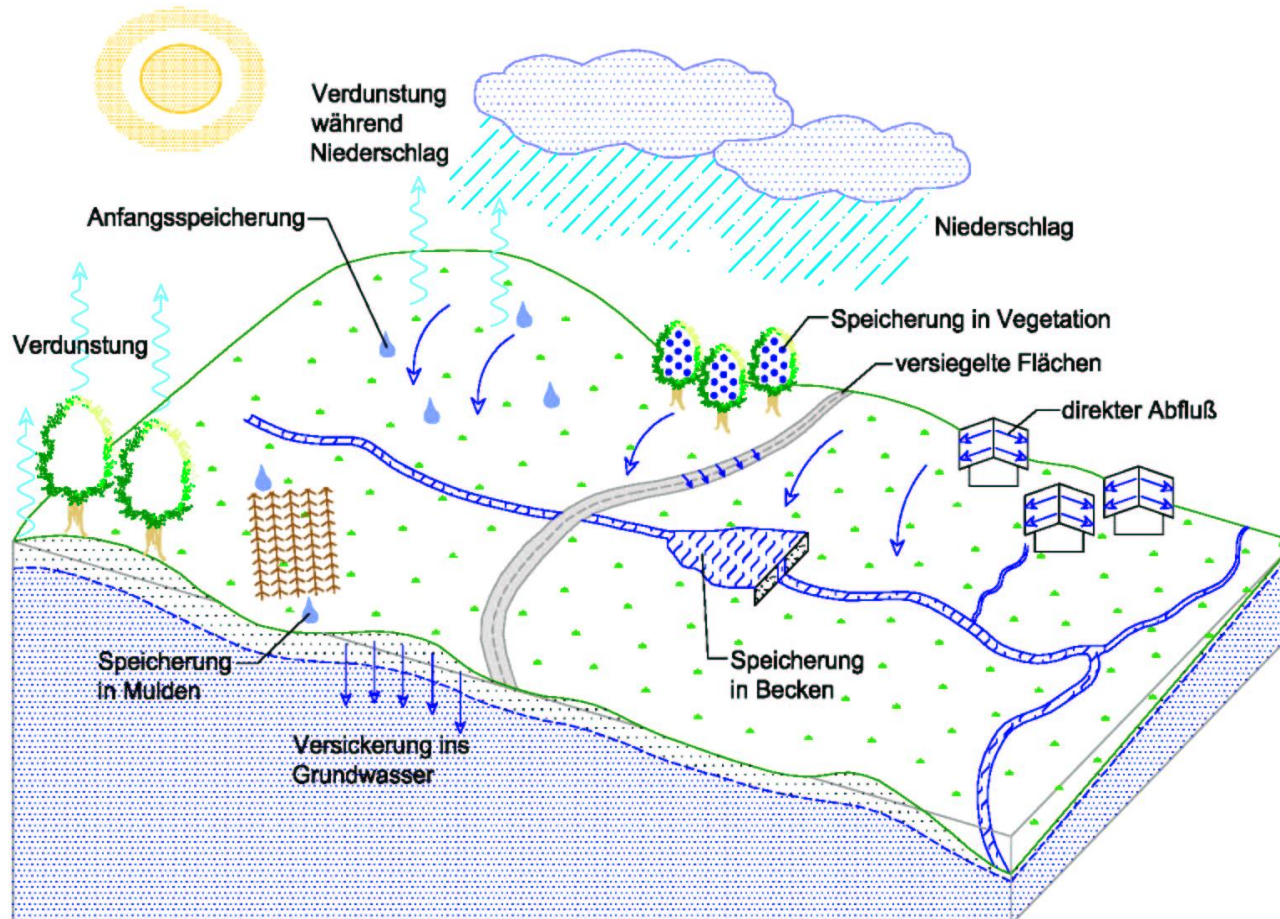 Verdunstung
während
Niederschlag
Anfangsspeicherung
Niederschlag
Verdunstung
Speicherung in Vegetation
versiegelte Flächen
direkter Abfluß
Speicherung
in Mulden
Speicherung
in Becken
Versickerung ins
Grundwasser